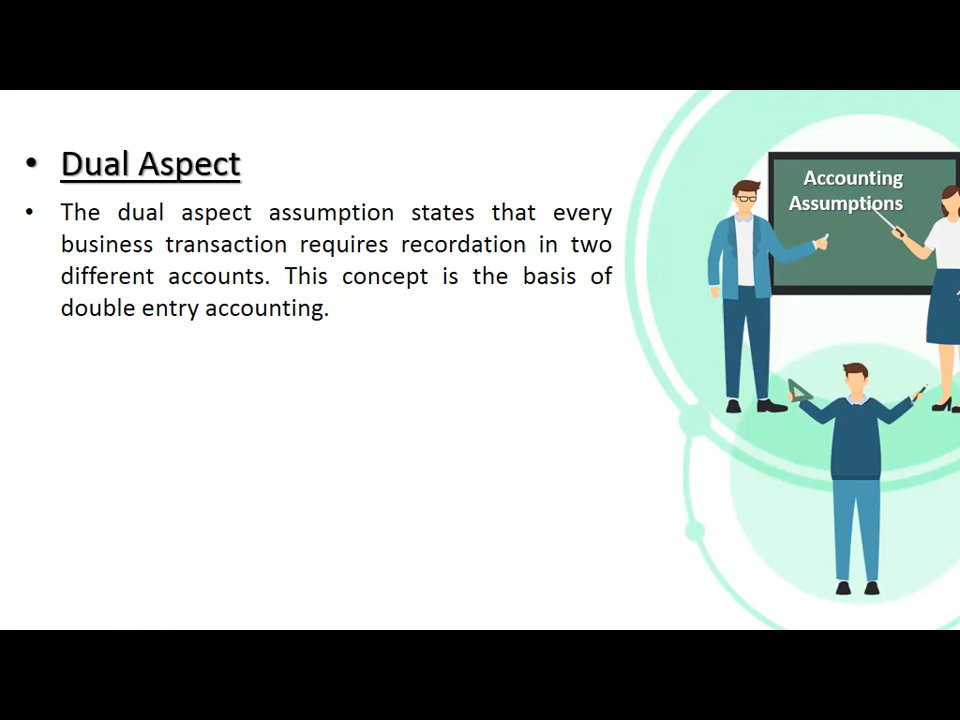 • Dual Aspect
• The dual aspect assumption states that every
business transaction requires recordation in two
different accounts. This concept is the basis of
double entry accounting.
Accounting
Assumptions